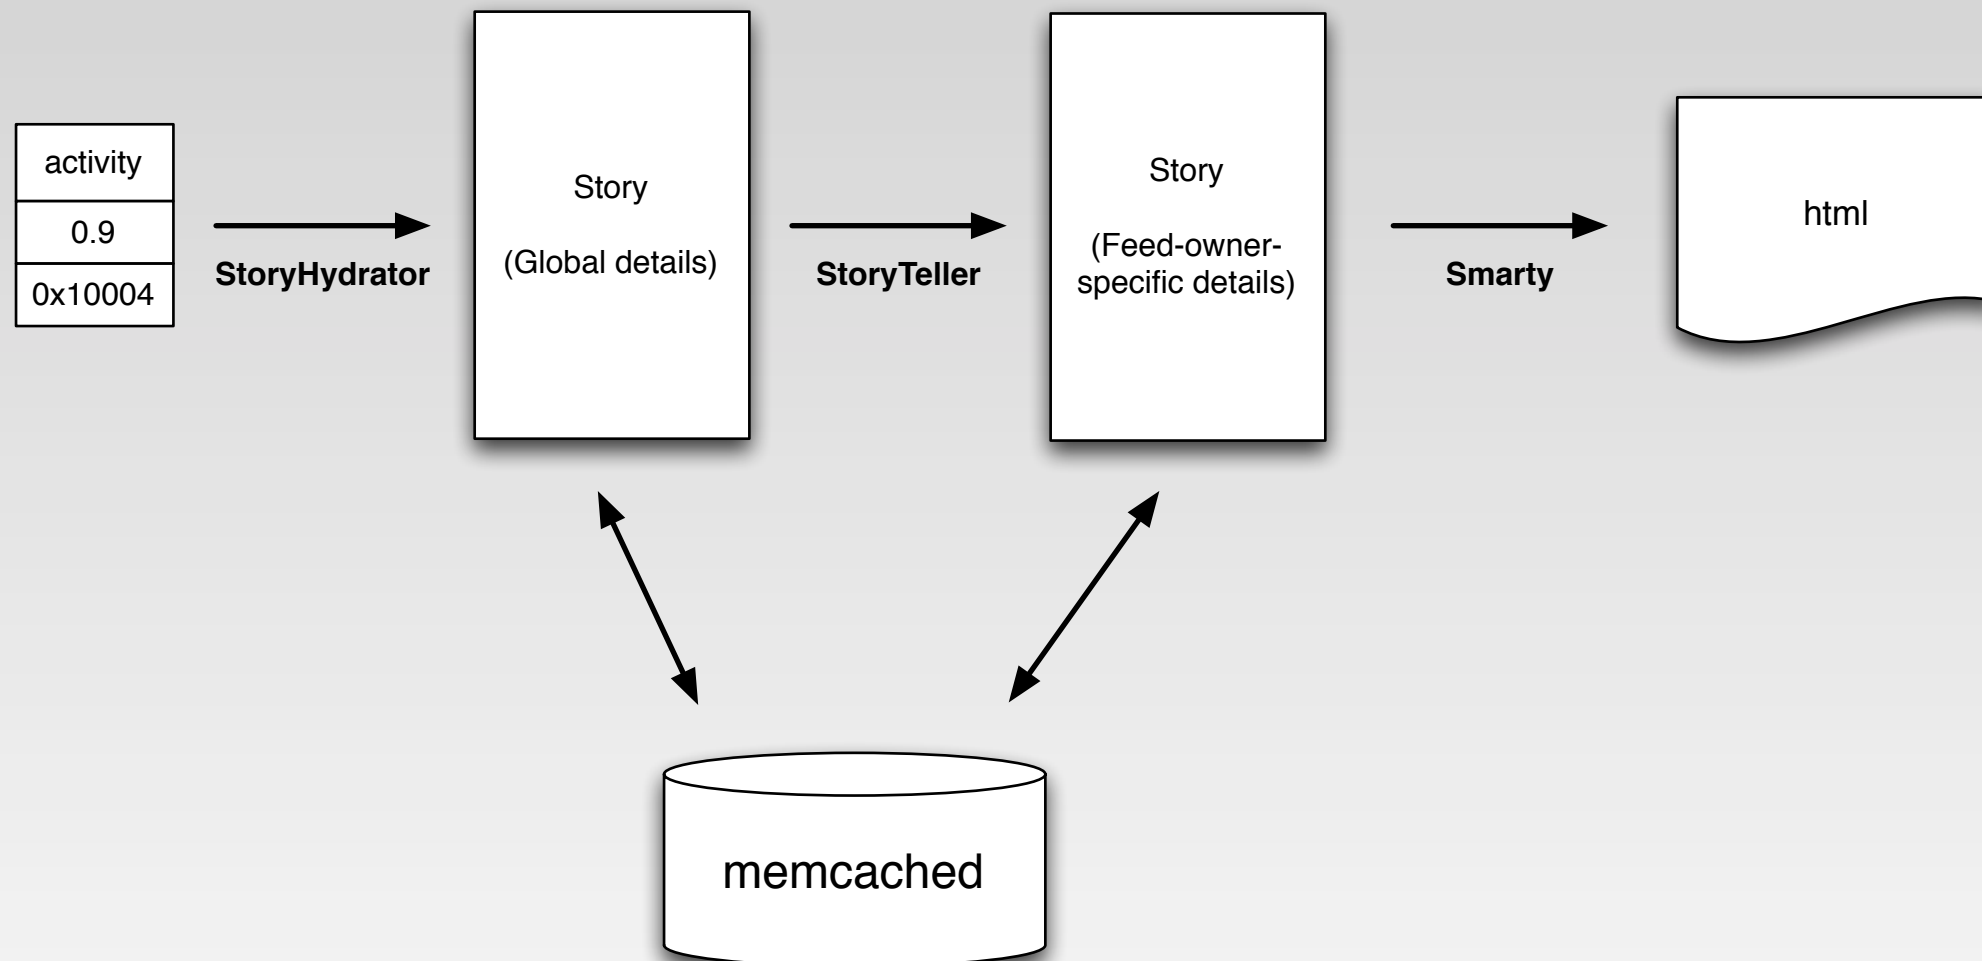 activity
0.9
0x10004
StoryHydrator
Story
(Global details)
StoryTeller
Story
(Feed-owner-
specific details)
Smarty
html
memcached